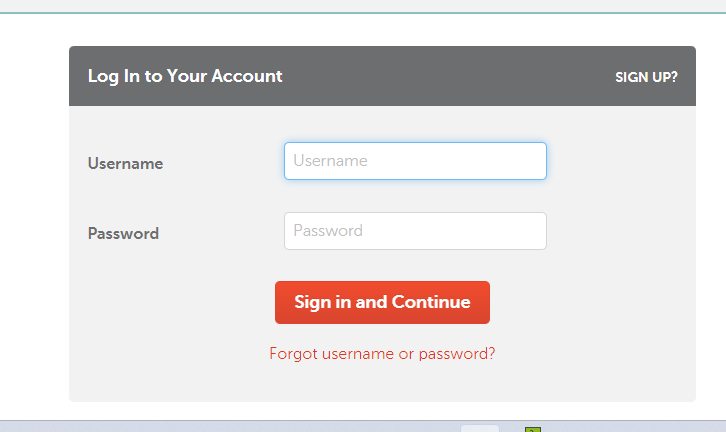 Log In to Your Account SIGN UP?
Username Username
Password Password
Sign in and Continue
Forgot username or password?